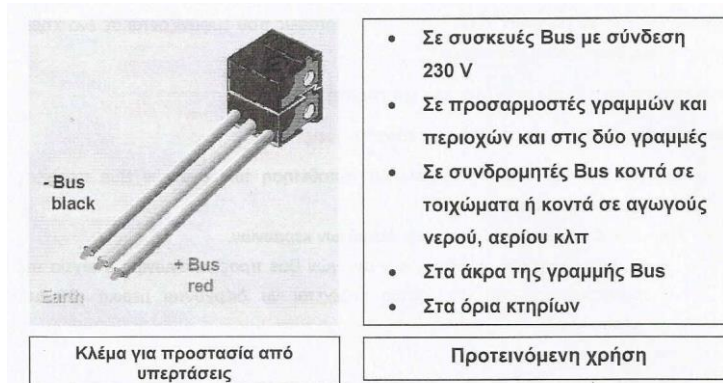 - Bus
black
+ Bus
red
Earth
• Σε συσκευές Bus με σύνδεση
230 V
• Σε προσαρμοστές γραμμών και
περιοχών και στις δύο γραμμές
• Σε συνδρομητές Bus κοντά σε
τοιχώματα ή κοντά σε αγωγούς
νερού, αερίου κλπ
• Στα άκρα της γραμμής Bus
• Στα όρια κτηρίων
Κλέμα για προστασία από
υπερτάσεις
Προτεινόμενη χρήση